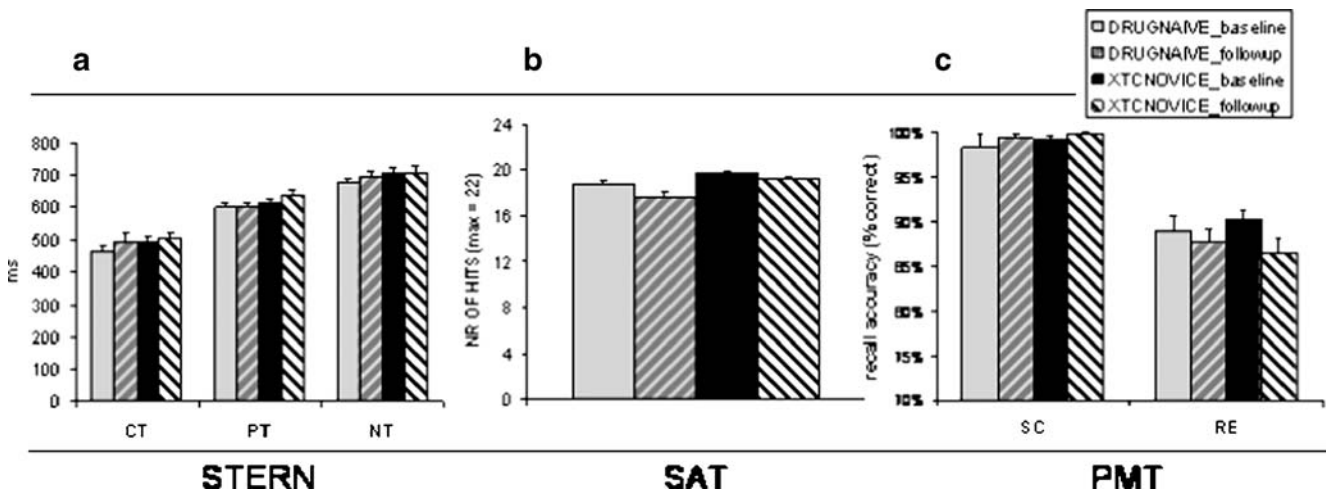 a
b
c
DRUGNAIVE_baseline
DRUGNAIVE_followup
XTCNOVICE_baseline
XTCNOVICE_followup
ms
800
700
600
500
400
300
200
100
0
CT PT NT
STERN
NR OF HITS (max = 22)
24
20
16
12
8
4
0
SAT
recall accuracy (% correct)
100%
95%
90%
85%
80%
75%
70%
SC RE
PMT